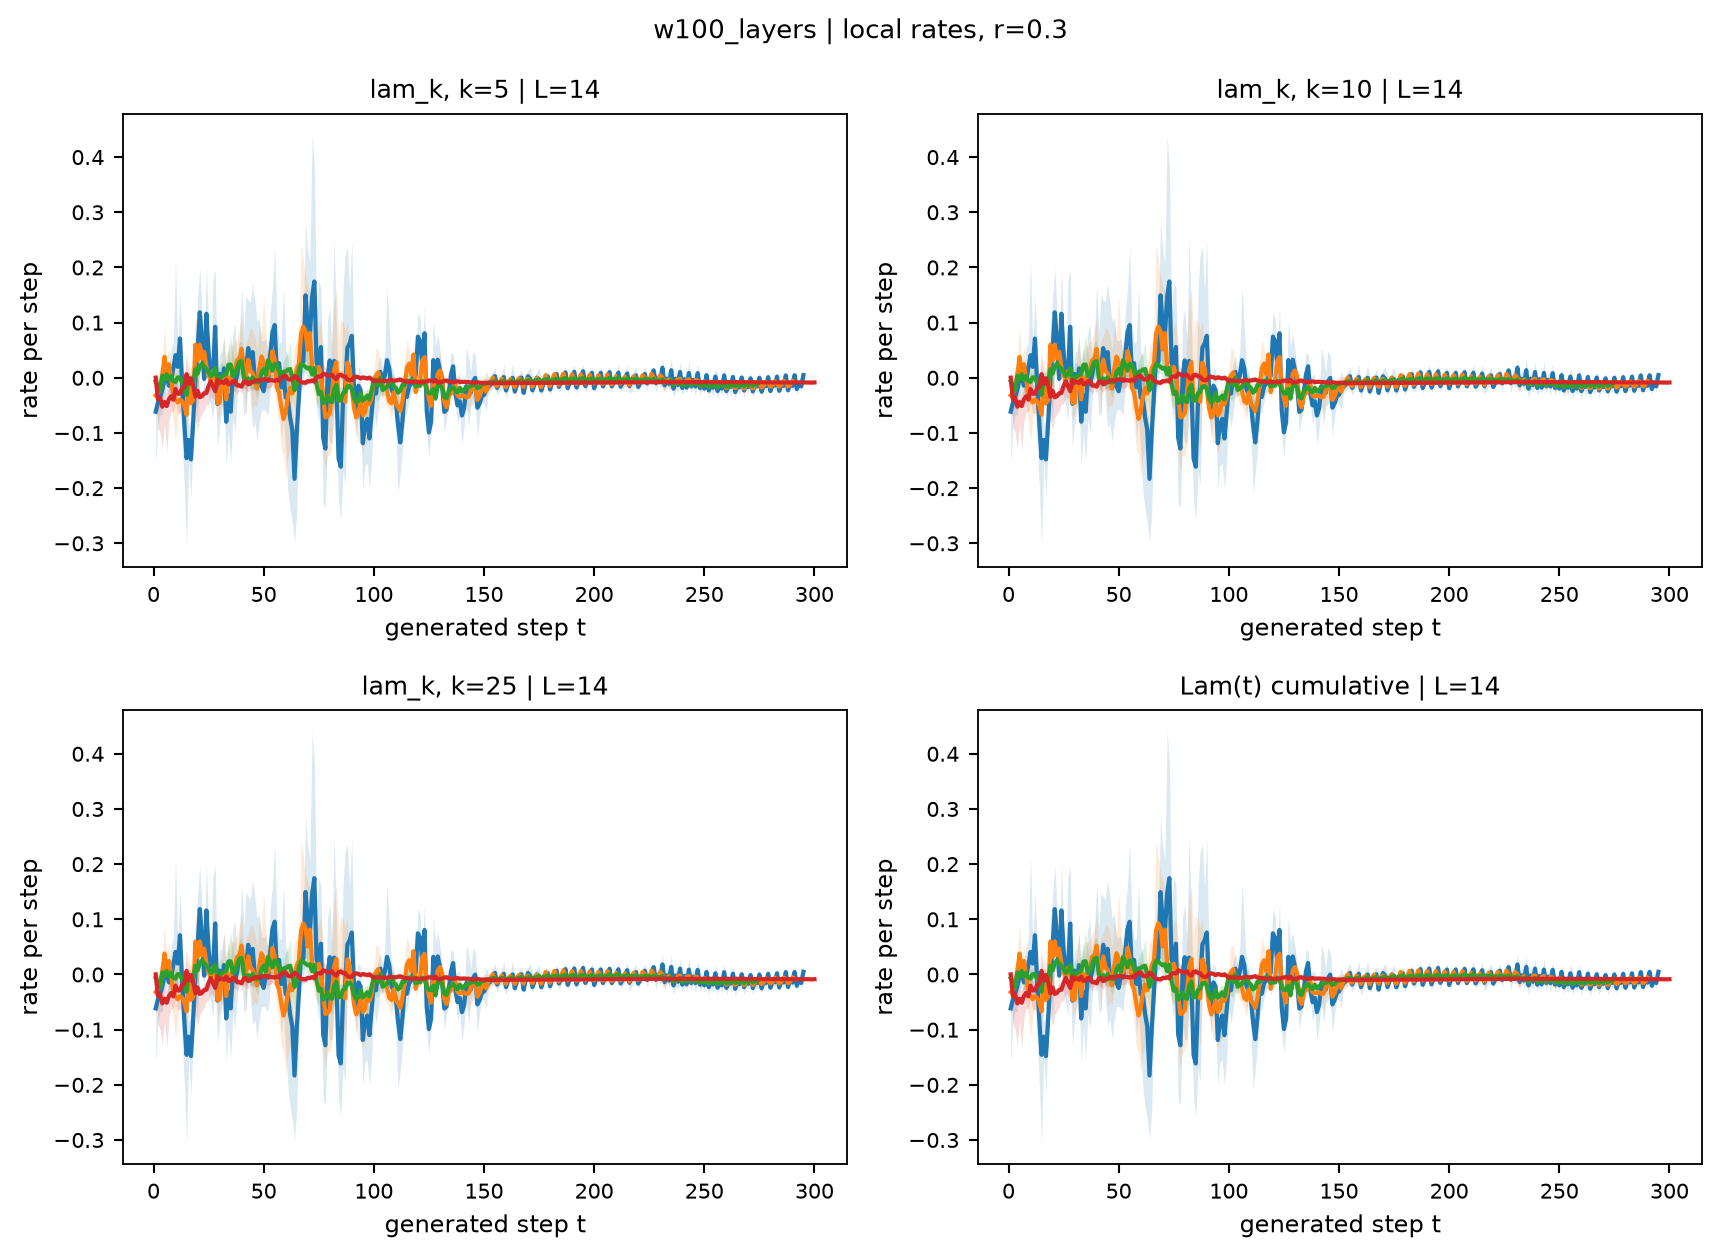 w100_layers | local rates, r=0.3
lam_k, k=5 | L=14
lam_k, k=10 | L=14
rate per step
0.4
0.3
0.2
0.1
0.0
−0.1
−0.2
−0.3
0 50 100 150 200 250 300
generated step t
rate per step
0.4
0.3
0.2
0.1
0.0
−0.1
−0.2
−0.3
0 50 100 150 200 250 300
generated step t
lam_k, k=25 | L=14
Lam(t) cumulative | L=14
rate per step
0.4
0.3
0.2
0.1
0.0
−0.1
−0.2
−0.3
0 50 100 150 200 250 300
generated step t
rate per step
0.4
0.3
0.2
0.1
0.0
−0.1
−0.2
−0.3
0 50 100 150 200 250 300
generated step t